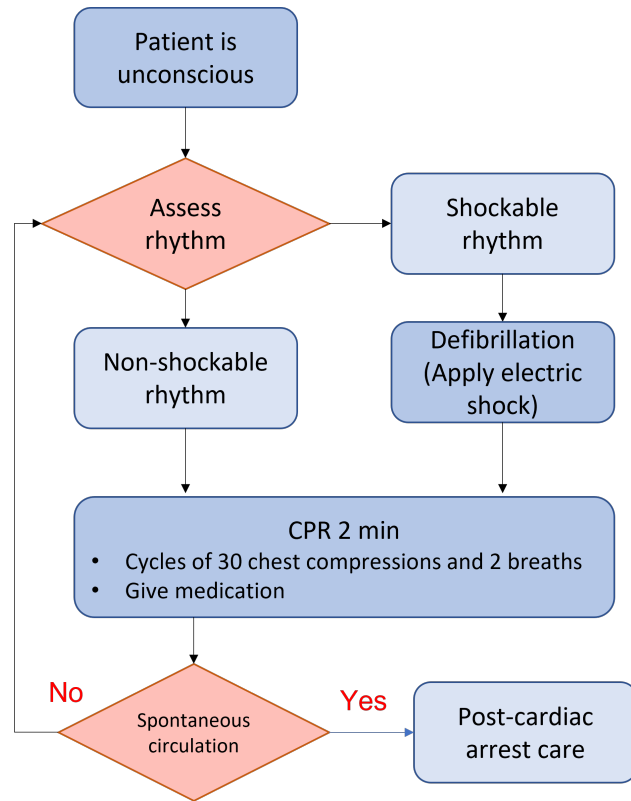 Patient is
unconscious
Assess
rhythm
Shockable
rhythm
Non-shockable
rhythm
Defibrillation
(Apply electric
shock)
CPR 2 min
• Cycles of 30 chest compressions and 2 breaths
• Give medication
No
Yes
Spontaneous
circulation
Post-cardiac
arrest care